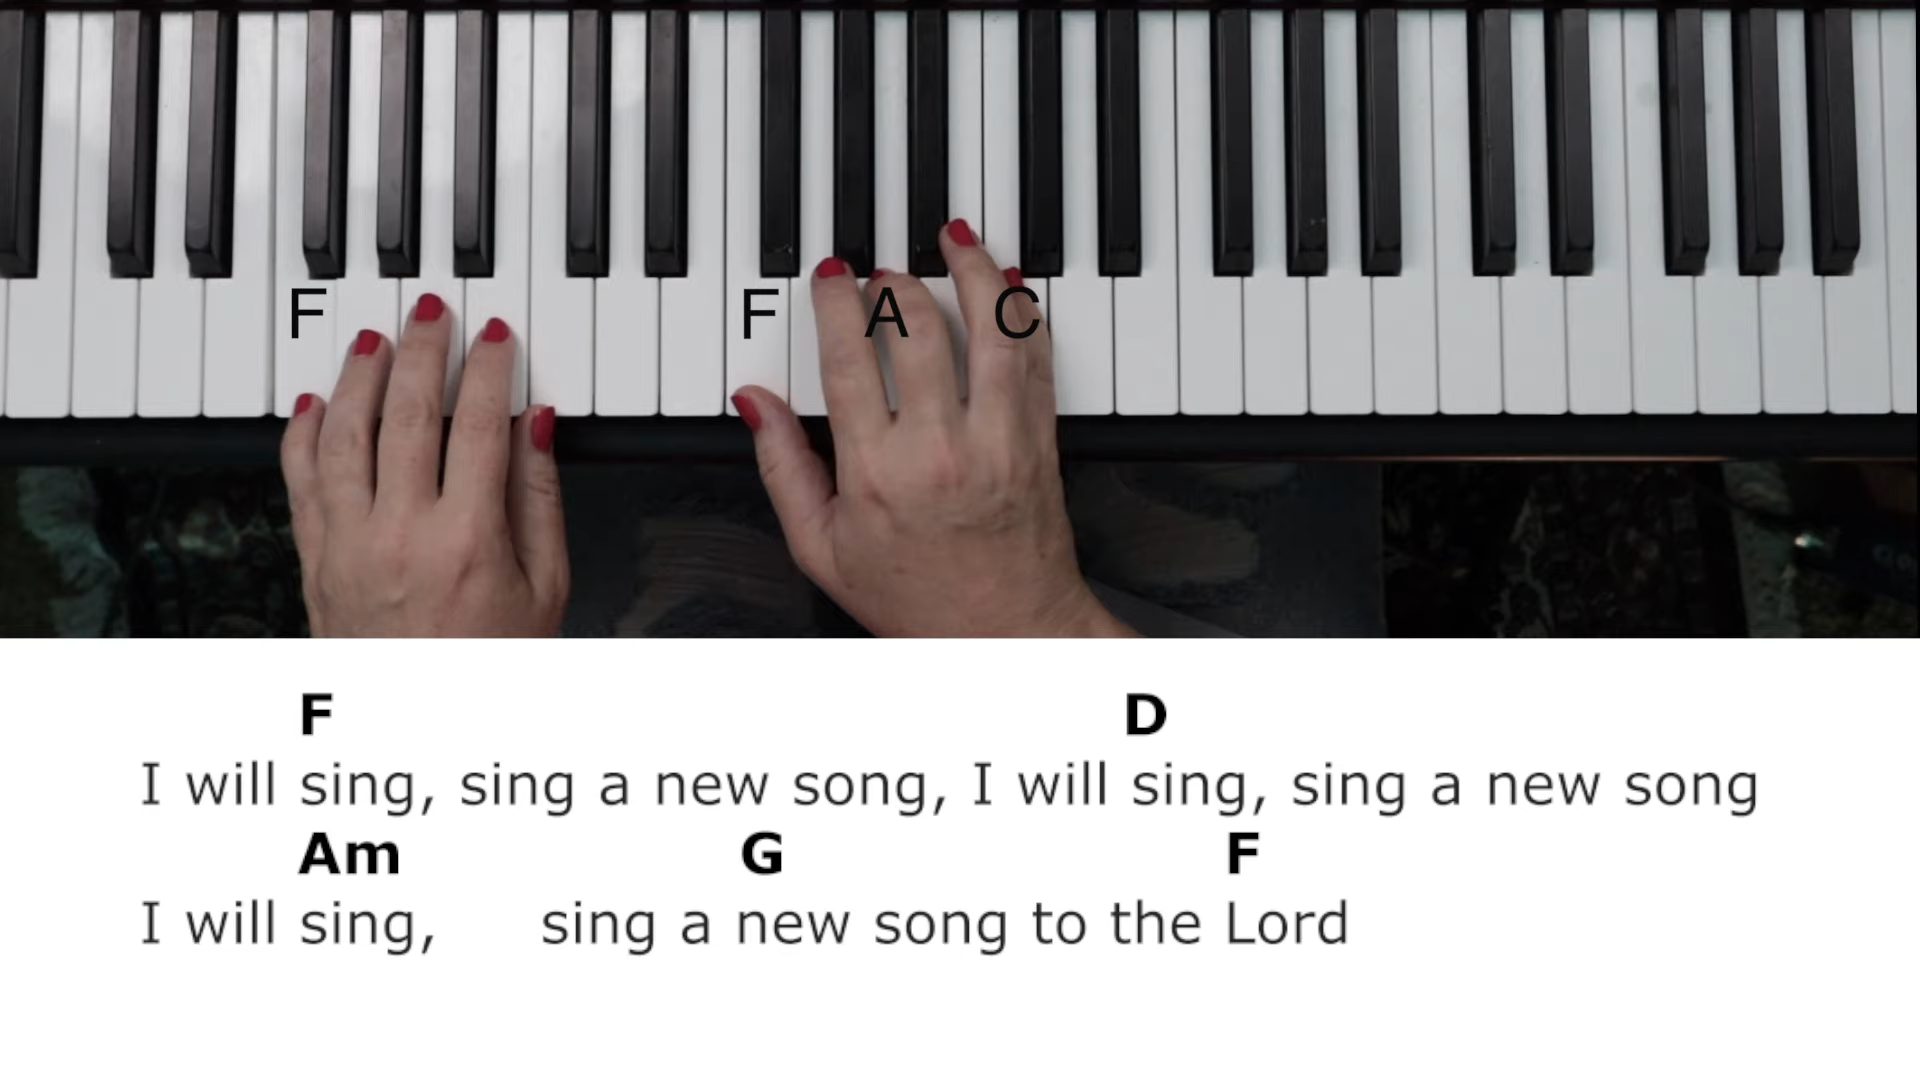 F F A C
F D
I will sing, sing a new song, I will sing, sing a new song
Am G F
I will sing, sing a new song to the Lord